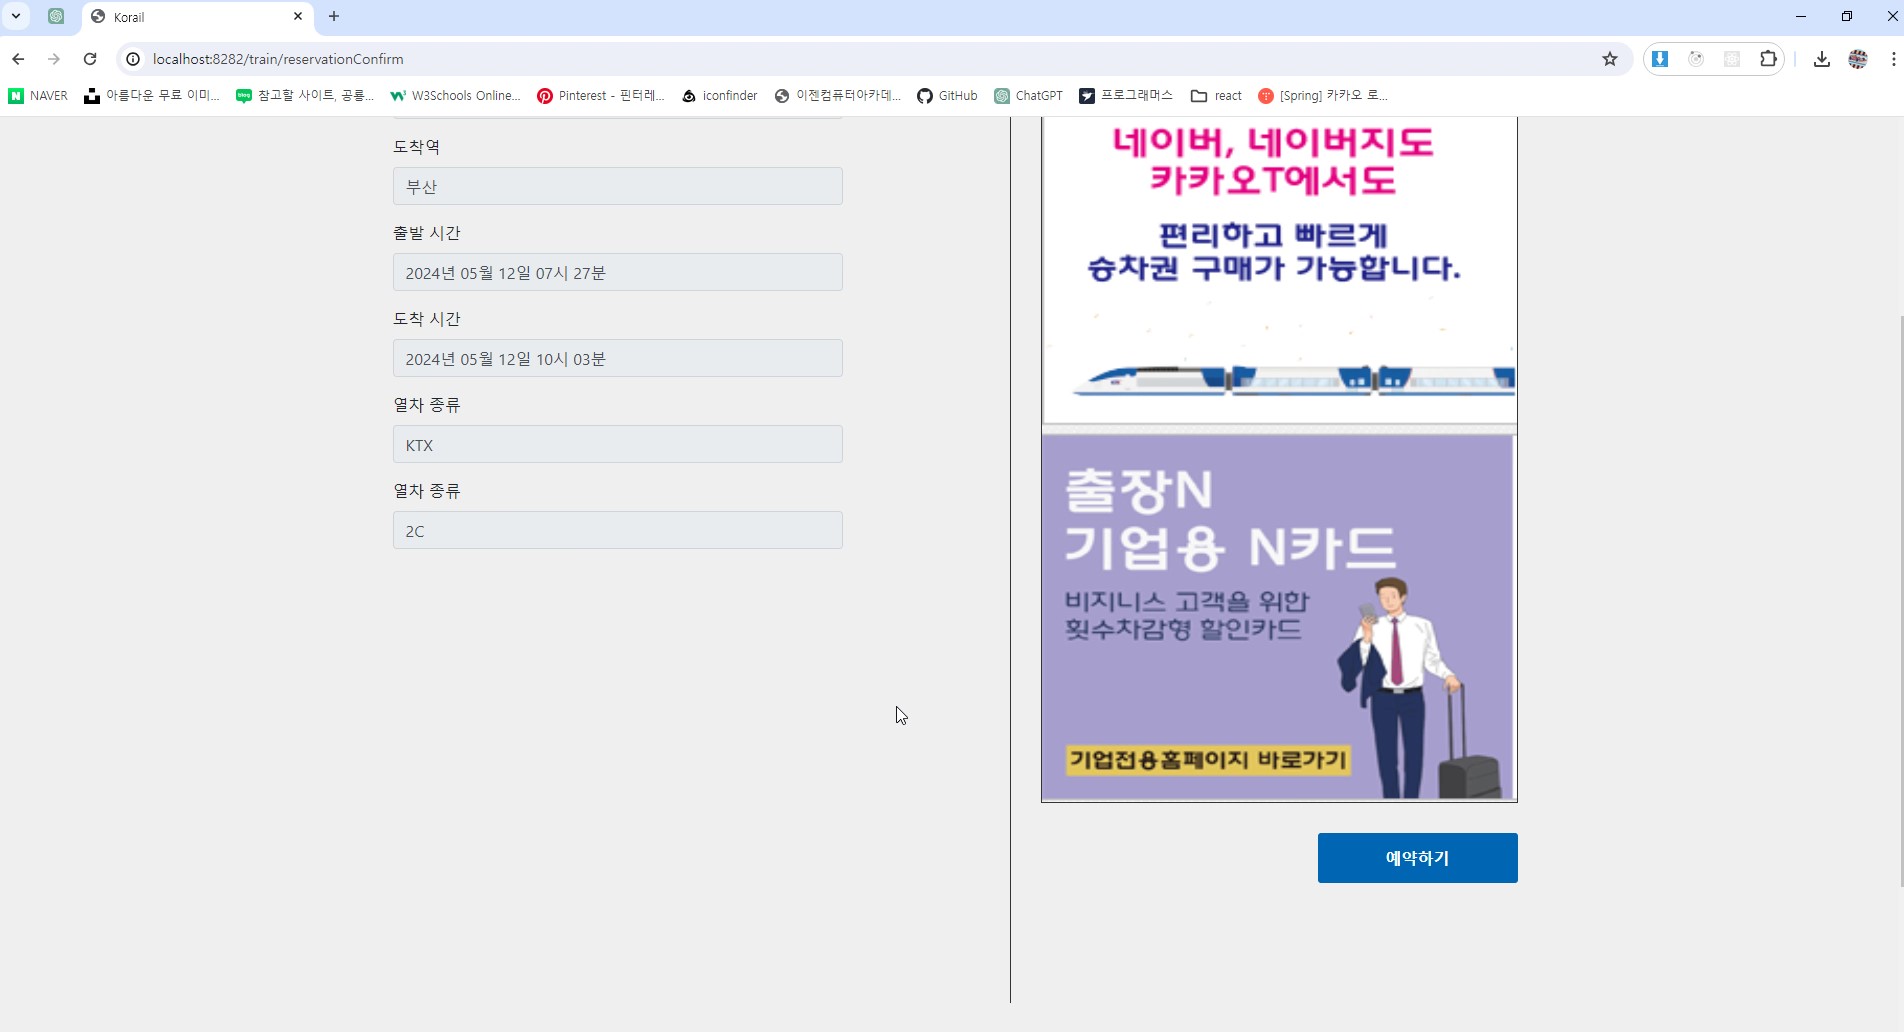 Korail
localhost:8282/train/reservationConfirm
NAVER
아름다운 무료 이미...
참고할 사이트, 공룡...
W3Schools Online...
Pinterest - 핀터레...
iconfinder
이젠컴퓨터아카데...
GitHub
ChatGPT
프로그래머스
react
[Spring] 카카오 로...
도착역
부산
출발 시간
2024년 05월 12일 07시 27분
도착 시간
2024년 05월 12일 10시 03분
열차 종류
KTX
열차 종류
2C
네이버, 네이버지도
카카오T에서도
편리하고 빠르게
승차권 구매가 가능합니다.
출장N
기업용 N카드
비지니스 고객을 위한
횟수차감형 할인카드
기업전용홈페이지 바로가기
예약하기